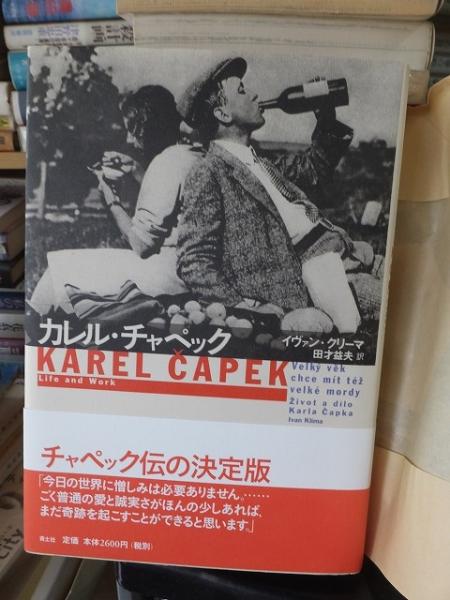 カレル・チャペック
イヴァン・クリーマ
田才益夫 訳
KAREL ČAPEK
Life and Work
Velký věk
chce mít též
velké mordy
Život a dílo
Karla Čapka
Ivan Klíma
チャペック伝の決定版
「今日の世界に憎しみは必要ありません。……
ごく普通の愛と誠実さがほんの少しあれば、
まだ奇跡を起こすことができると思います。」
青土社 定価 本体2600円（税別）